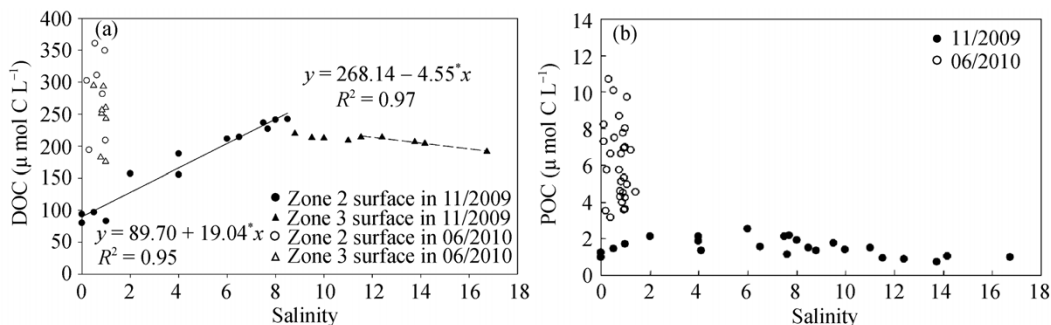 (a)
400
350
300
250
200
150
100
50
0
DOC (μ mol C L⁻¹)
y = 268.14 − 4.55*x
R² = 0.97
y = 89.70 + 19.04*x
R² = 0.95
Zone 2 surface in 11/2009
Zone 3 surface in 11/2009
Zone 2 surface in 06/2010
Zone 3 surface in 06/2010
0 2 4 6 8 10 12 14 16 18
Salinity
(b)
14
12
10
8
6
4
2
0
POC (μ mol C L⁻¹)
11/2009
06/2010
0 2 4 6 8 10 12 14 16 18
Salinity